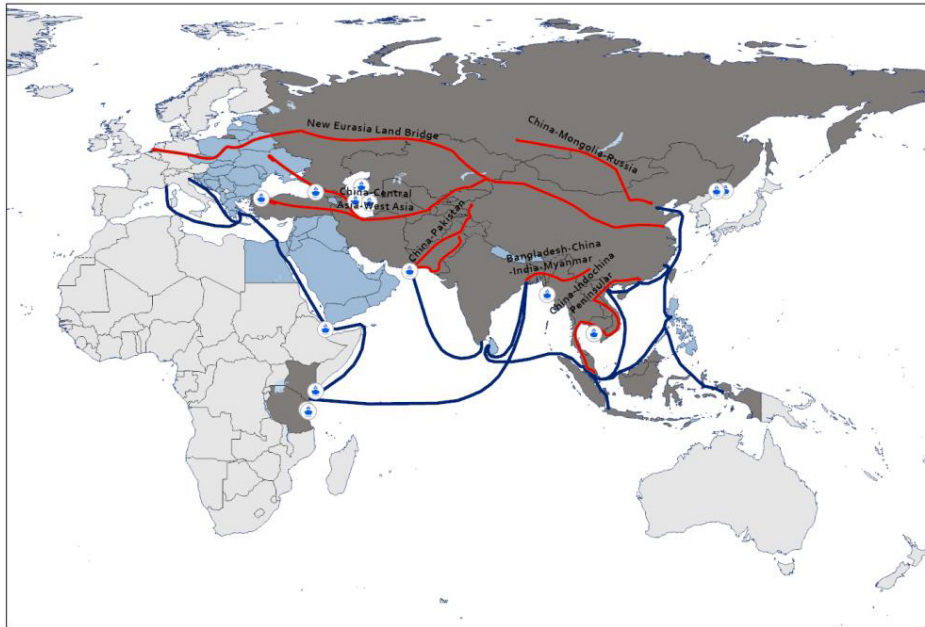 New Eurasia Land Bridge
China-Mongolia-Russia
China-Central
Asia-West Asia
China-Pakistan
Bangladesh-China
-India-Myanmar
China-Indochina
Peninsular